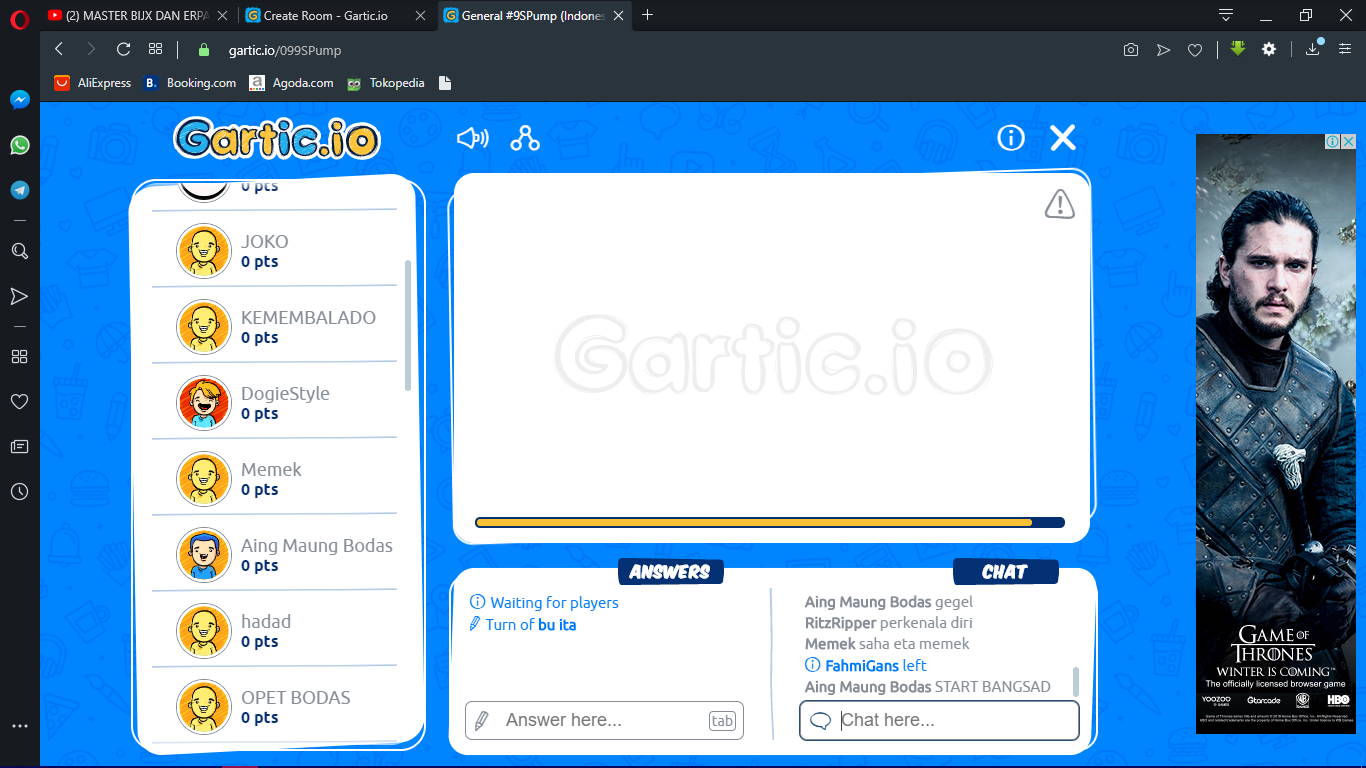 (2) MASTER BIJX DAN ERPA
Create Room - Gartic.io
General #9SPump (Indones
gartic.io/099SPump
AliExpress
B.
Booking.com
a
Agoda.com
Tokopedia
Gartic.io
0 pts
JOKO
0 pts
KEMEMBALADO
0 pts
DogieStyle
0 pts
Memek
0 pts
Aing Maung Bodas
0 pts
hadad
0 pts
OPET BODAS
0 pts
Gartic.io
ANSWERS
Waiting for players
Turn of bu ita
Answer here...
tab
CHAT
Aing Maung Bodas gegel
RitzRipper perkenala diri
Memek saha eta memek
FahmiGans left
Aing Maung Bodas START BANGSAD
Chat here...
GAME OF
THRONES
WINTER IS COMING™
The officially licensed browser game
YOOZOO
GAMES
Gtarcade
HBO